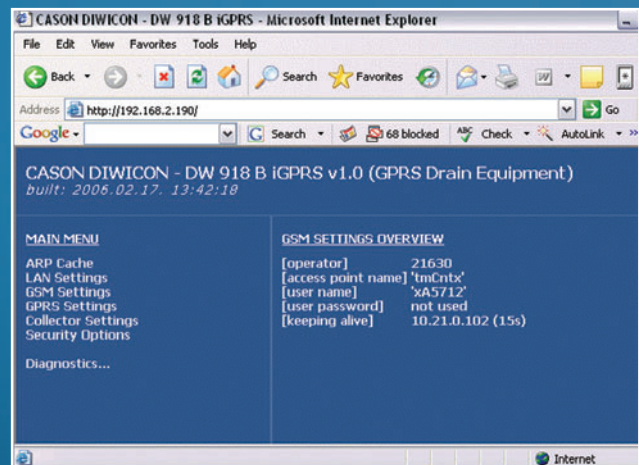 CASON DIWICON - DW 918 B iGPRS - Microsoft Internet Explorer
File Edit View Favorites Tools Help
Back Search Favorites
Address http://192.168.2.190/ Go
Google Search 68 blocked Check AutoLink
CASON DIWICON - DW 918 B iGPRS v1.0 (GPRS Drain Equipment)
built: 2006.02.17. 13:42:18
MAIN MENU
ARP Cache
LAN Settings
GSM Settings
GPRS Settings
Collector Settings
Security Options
Diagnostics...
GSM SETTINGS OVERVIEW
[operator] 21630
[access point name] 'tmCntx'
[user name] 'xA5712'
[user password] not used
[keeping alive] 10.21.0.102 (15s)
Internet